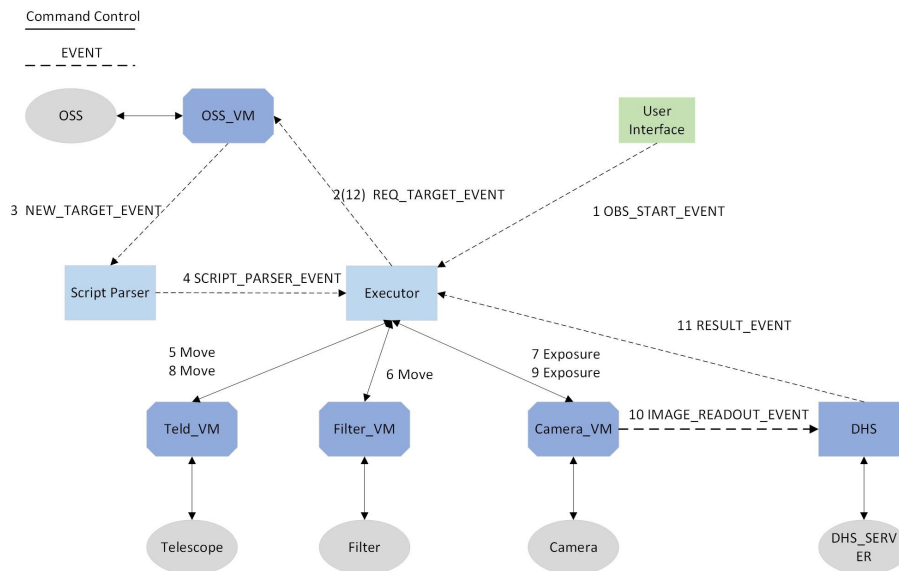 Command Control
EVENT
OSS
OSS_VM
User
Interface
2(12) REQ_TARGET_EVENT
3 NEW_TARGET_EVENT
1 OBS_START_EVENT
Script Parser
4 SCRIPT_PARSER_EVENT
Executor
11 RESULT_EVENT
5 Move
8 Move
6 Move
7 Exposure
9 Exposure
10 IMAGE_READOUT_EVENT
Teld_VM
Filter_VM
Camera_VM
DHS
Telescope
Filter
Camera
DHS_SERV
ER